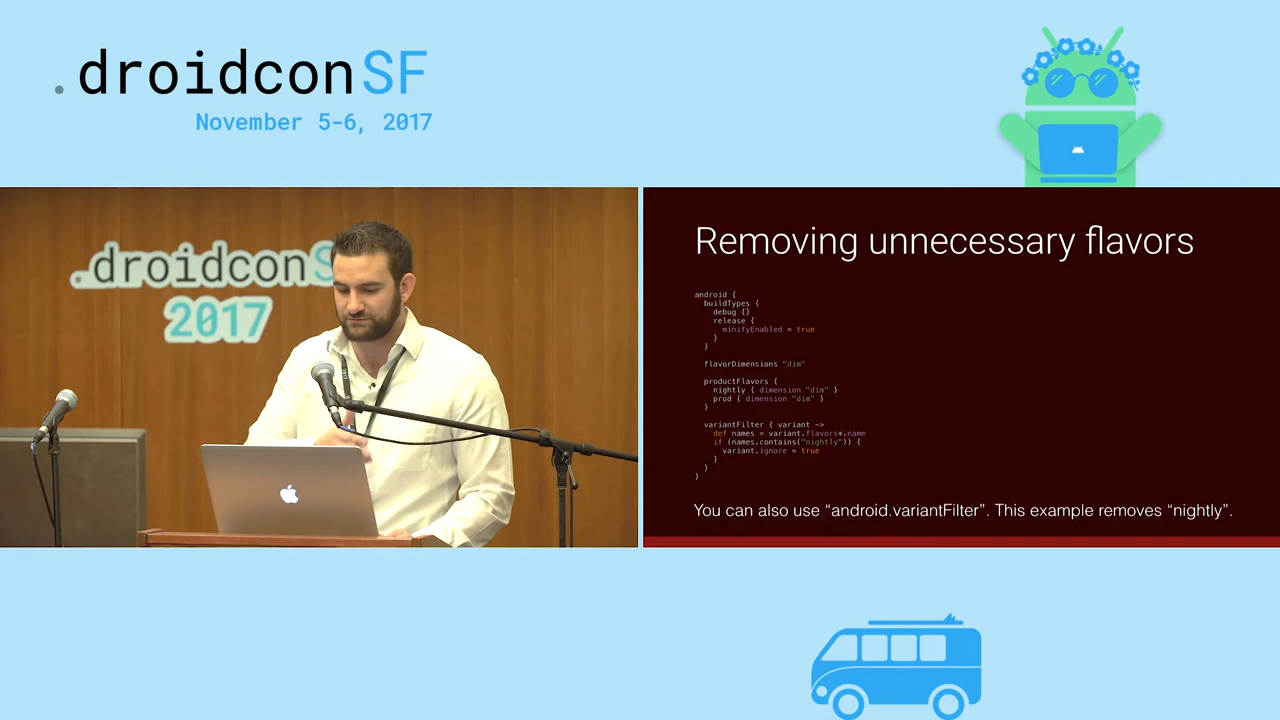 .droidconSF
November 5-6, 2017
.droidconS
2017
Removing unnecessary flavors
android {
buildTypes {
debug {}
release {
minifyEnabled = true
}
}
flavorDimensions "dim"
productFlavors {
nightly { dimension "dim" }
prod { dimension "dim" }
}
variantFilter { variant ->
def names = variant.flavors*.name
if (names.contains("nightly")) {
variant.ignore = true
}
}
}
You can also use “android.variantFilter”. This example removes “nightly”.